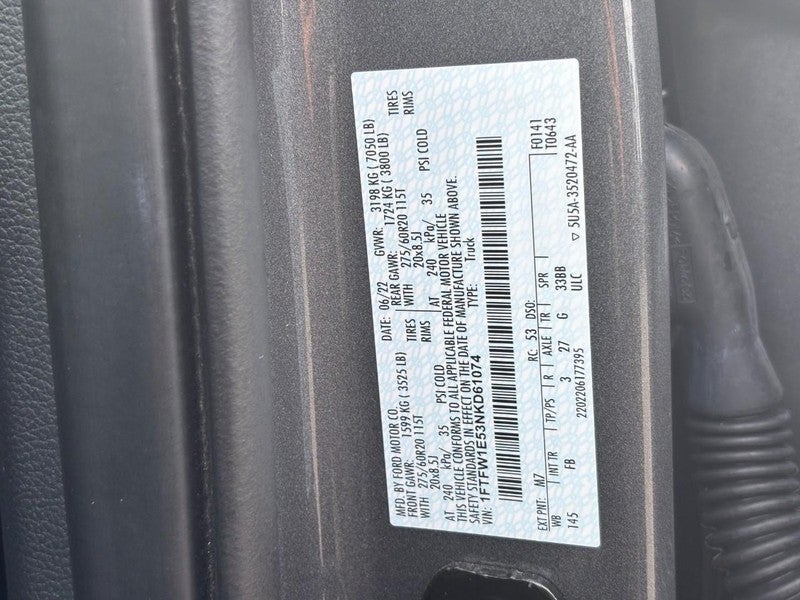 MFD. BY FORD MOTOR CO. DATE: 06/22 GVWR: 3198 KG ( 7050 LB)
FRONT GAWR: 1599 KG ( 3525 LB) REAR GAWR: 1724 KG ( 3800 LB)
WITH 275/60R20 115T TIRES WITH 275/60R20 115T TIRES
20x8.5J RIMS 20x8.5J RIMS
AT 240 kPa/ 35 PSI COLD AT 240 kPa/ 35 PSI COLD
THIS VEHICLE CONFORMS TO ALL APPLICABLE FEDERAL MOTOR VEHICLE
SAFETY STANDARDS IN EFFECT ON THE DATE OF MANUFACTURE SHOWN ABOVE.
VIN: 1FTFW1E53NKD61074 TYPE: Truck
F0141
T0643
EXT PNT: M7 RC: 53 DSO:
WB INT TR TP/PS R AXLE TR SPR
145 FB 3 27 G 33BB
2202206177395 ULC ▽ 5U5A-3520472-AA